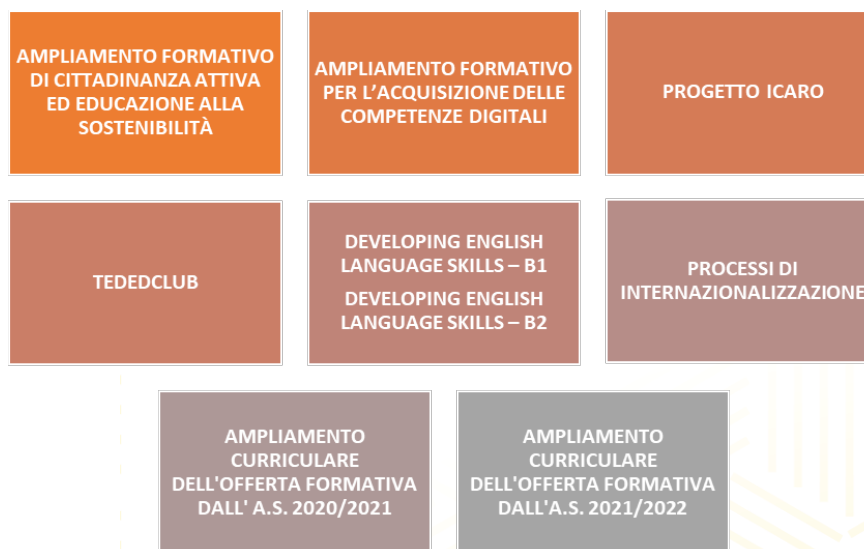 AMPLIAMENTO FORMATIVO
DI CITTADINANZA ATTIVA
ED EDUCAZIONE ALLA
SOSTENIBILITÀ
AMPLIAMENTO FORMATIVO
PER L'ACQUISIZIONE DELLE
COMPETENZE DIGITALI
PROGETTO ICARO
TEDEDCLUB
DEVELOPING ENGLISH
LANGUAGE SKILLS – B1
DEVELOPING ENGLISH
LANGUAGE SKILLS – B2
PROCESSI DI
INTERNAZIONALIZZAZIONE
AMPLIAMENTO
CURRICULARE
DELL'OFFERTA FORMATIVA
DALL' A.S. 2020/2021
AMPLIAMENTO
CURRICULARE
DELL'OFFERTA FORMATIVA
DALL'A.S. 2021/2022